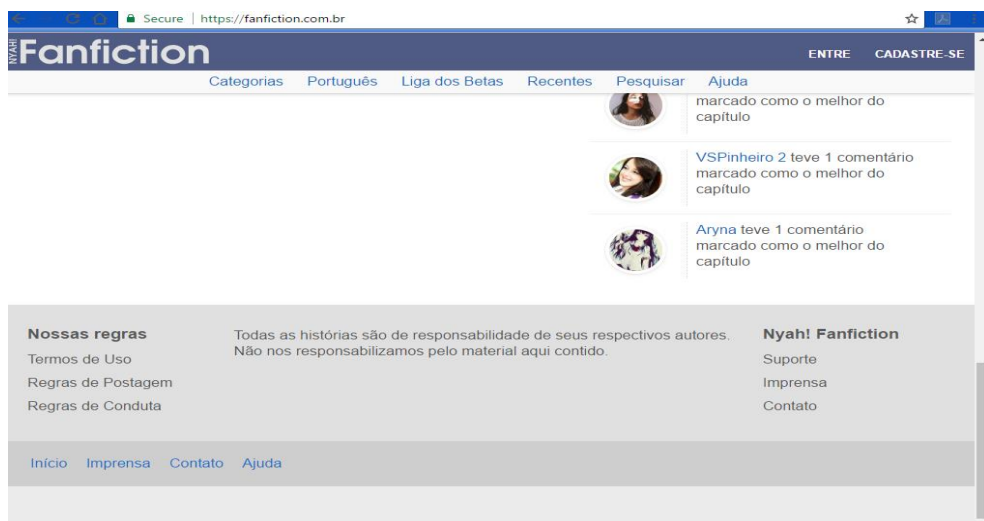 Secure | https://fanfiction.com.br
NYAH! Fanfiction
ENTRE CADASTRE-SE
Categorias Português Liga dos Betas Recentes Pesquisar Ajuda
marcado como o melhor do
capítulo
VSPinheiro 2 teve 1 comentário
marcado como o melhor do
capítulo
Aryna teve 1 comentário
marcado como o melhor do
capítulo
Nossas regras
Termos de Uso
Regras de Postagem
Regras de Conduta
Todas as histórias são de responsabilidade de seus respectivos autores.
Não nos responsabilizamos pelo material aqui contido.
Nyah! Fanfiction
Suporte
Imprensa
Contato
Início Imprensa Contato Ajuda